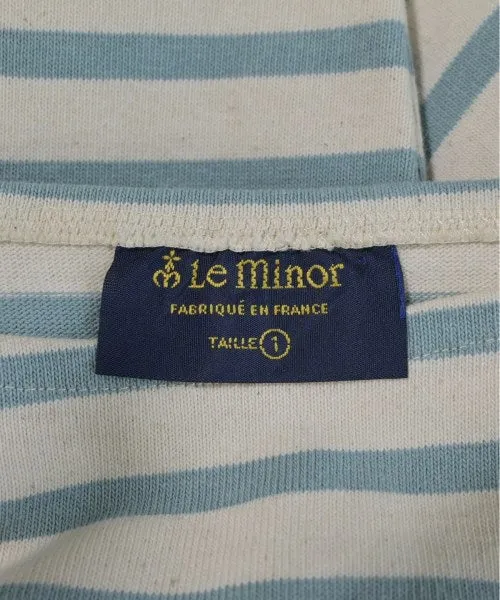 Le Minor
FABRIQUÉ EN FRANCE
TAILLE 1